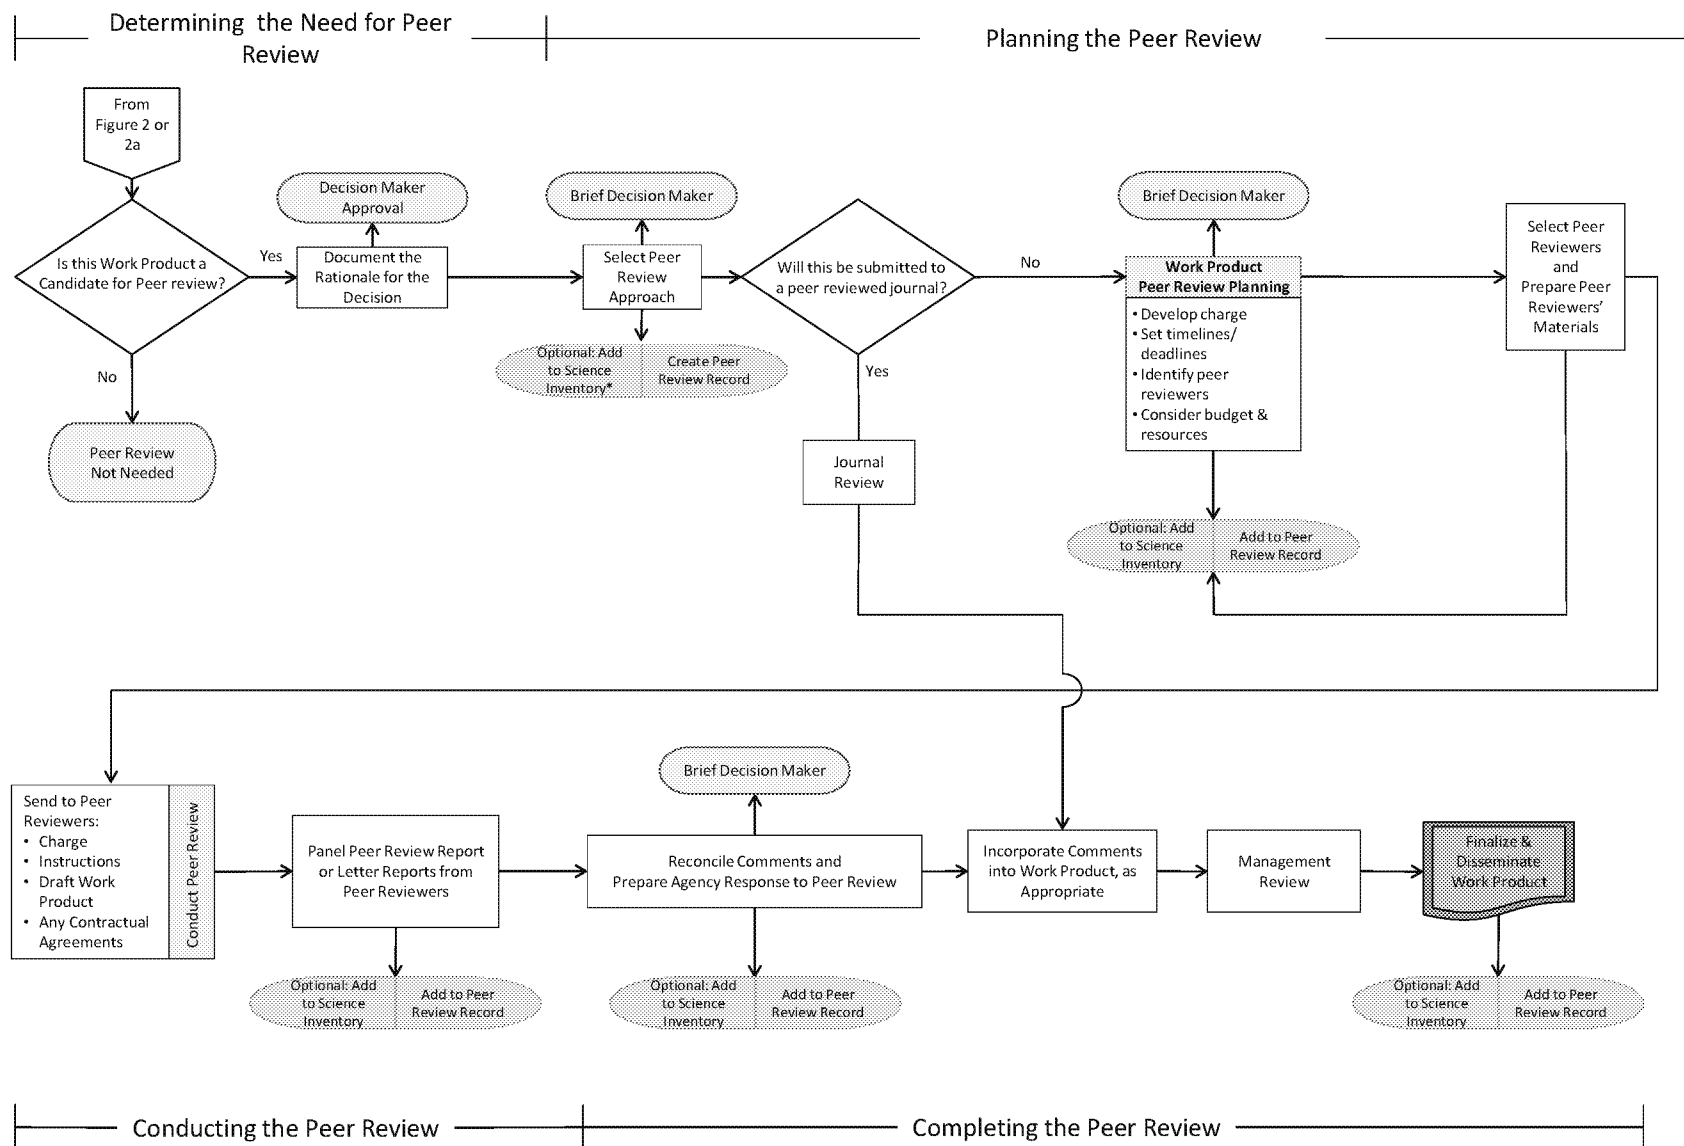 Determining the Need for Peer
Review
Planning the Peer Review
From
Figure 2 or
2a
Is this Work Product a
Candidate for Peer review?
Yes
No
Peer Review
Not Needed
Decision Maker
Approval
Document the
Rationale for the
Decision
Brief Decision Maker
Select Peer
Review
Approach
Optional: Add
to Science
Inventory*
Create Peer
Review Record
Will this be submitted to
a peer reviewed journal?
No
Yes
Journal
Review
Brief Decision Maker
Work Product
Peer Review Planning
• Develop charge
• Set timelines/
deadlines
• Identify peer
reviewers
• Consider budget &
resources
Optional: Add
to Science
Inventory
Add to Peer
Review Record
Select Peer
Reviewers
and
Prepare Peer
Reviewers'
Materials
Send to Peer
Reviewers:
• Charge
• Instructions
• Draft Work
Product
• Any Contractual
Agreements
Conduct Peer Review
Panel Peer Review Report
or Letter Reports from
Peer Reviewers
Optional: Add
to Science
Inventory
Add to Peer
Review Record
Brief Decision Maker
Reconcile Comments and
Prepare Agency Response to Peer Review
Optional: Add
to Science
Inventory
Add to Peer
Review Record
Incorporate Comments
into Work Product, as
Appropriate
Management
Review
Finalize &
Disseminate
Work Product
Optional: Add
to Science
Inventory
Add to Peer
Review Record
Conducting the Peer Review
Completing the Peer Review